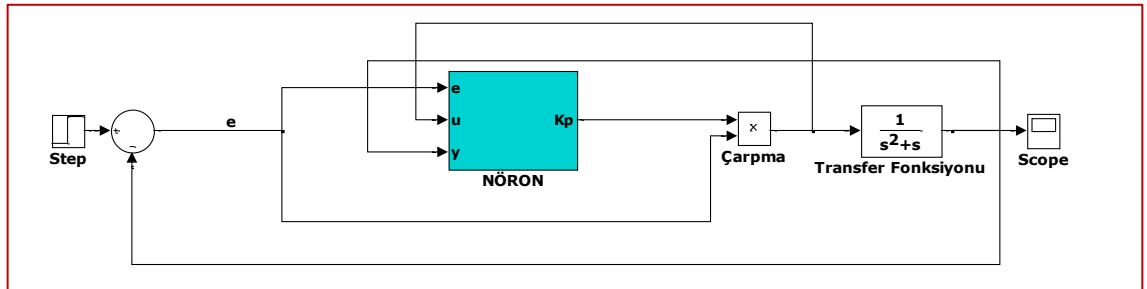 e
u
y
Kp
NÖRON
e
Step
x
Çarpma
1
s²+s
Transfer Fonksiyonu
Scope